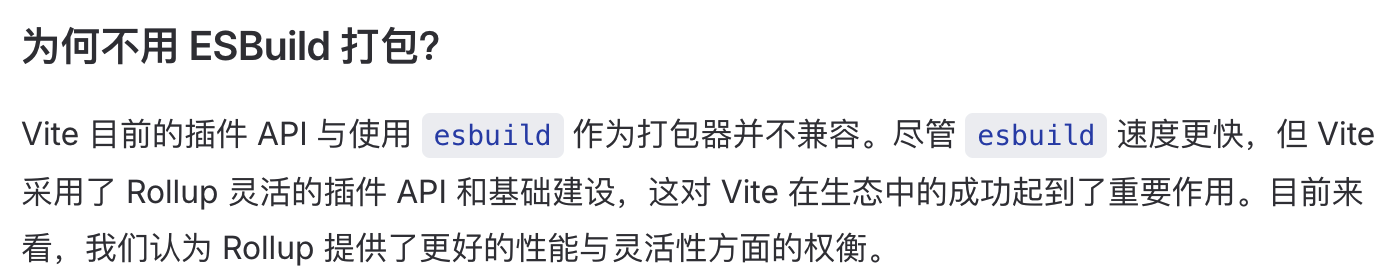 为何不用 ESBuild 打包?
Vite 目前的插件 API 与使用 esbuild 作为打包器并不兼容。尽管 esbuild 速度更快，但 Vite
采用了 Rollup 灵活的插件 API 和基础建设，这对 Vite 在生态中的成功起到了重要作用。目前来
看，我们认为 Rollup 提供了更好的性能与灵活性方面的权衡。